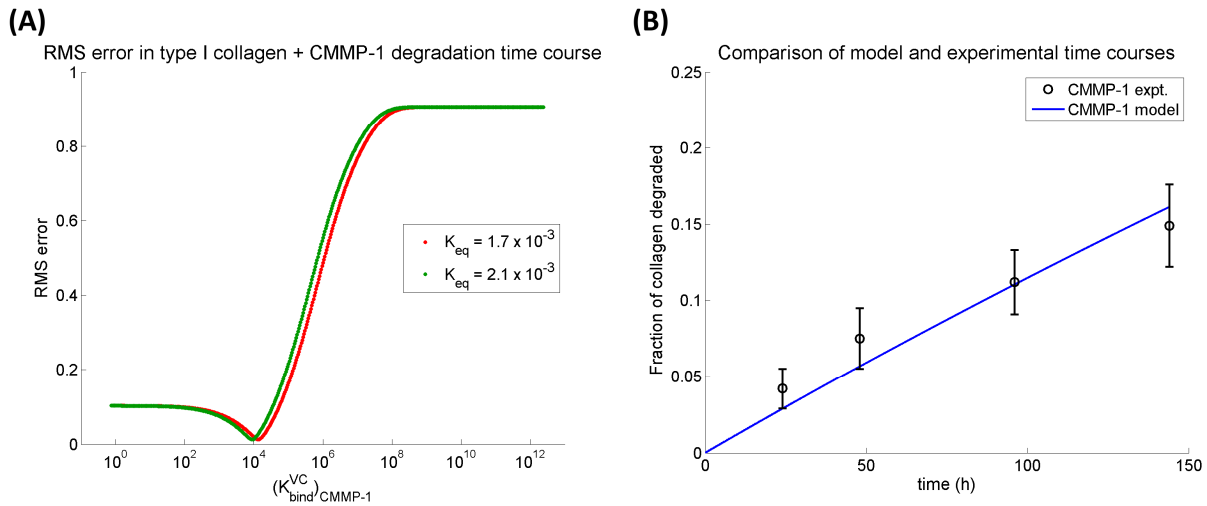 (A)
RMS error in type I collagen + CMMP-1 degradation time course
RMS error
1
0.8
0.6
0.4
0.2
0
K_eq = 1.7 x 10^-3
K_eq = 2.1 x 10^-3
10^0 10^2 10^4 10^6 10^8 10^10 10^12
(K^VC_bind)_CMMP-1
(B)
Comparison of model and experimental time courses
Fraction of collagen degraded
0.25
0.2
0.15
0.1
0.05
0
CMMP-1 expt.
CMMP-1 model
0 50 100 150
time (h)